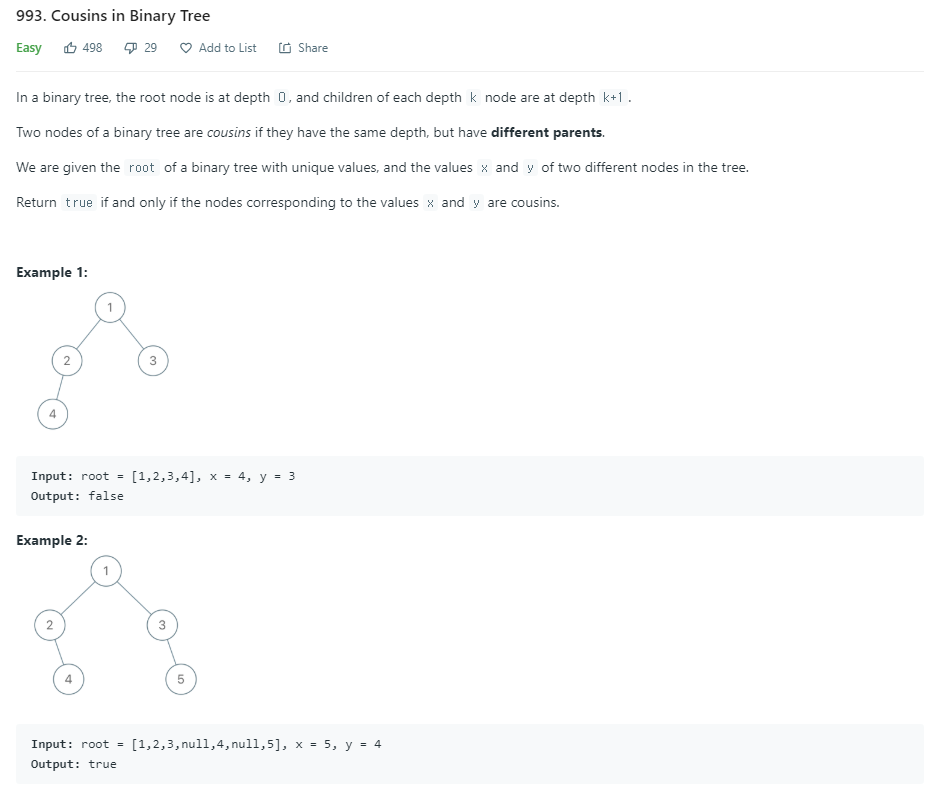 993. Cousins in Binary Tree
Easy 498 29 Add to List Share
In a binary tree, the root node is at depth 0, and children of each depth k node are at depth k+1.
Two nodes of a binary tree are cousins if they have the same depth, but have different parents.
We are given the root of a binary tree with unique values, and the values x and y of two different nodes in the tree.
Return true if and only if the nodes corresponding to the values x and y are cousins.
Example 1:
1
2 3
4
Input: root = [1,2,3,4], x = 4, y = 3
Output: false
Example 2:
1
2 3
4 5
Input: root = [1,2,3,null,4,null,5], x = 5, y = 4
Output: true